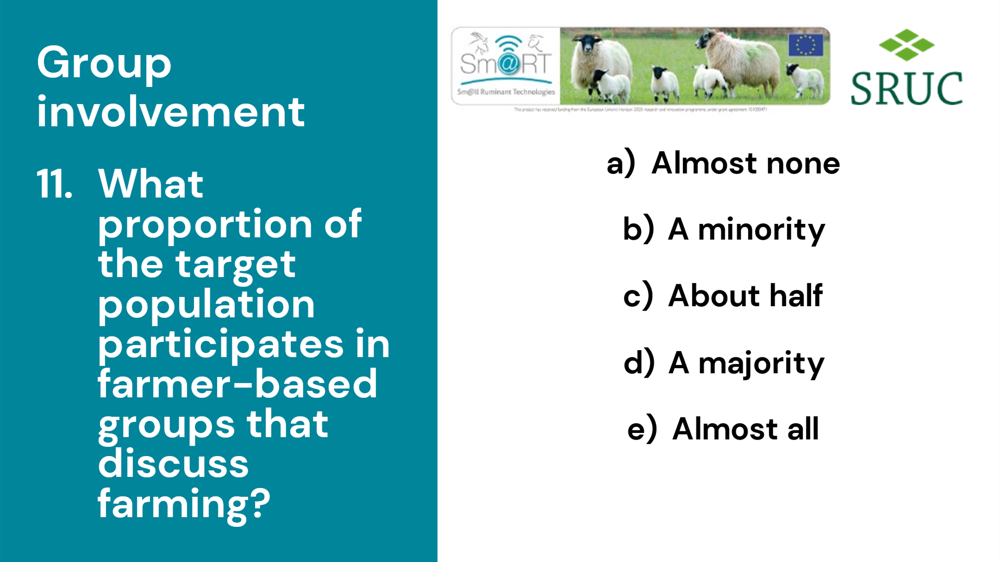 Group
involvement
11. What
proportion of
the target
population
participates in
farmer-based
groups that
discuss
farming?
Sm@RT
Sm@ll Ruminant Technologies
This project has received funding from the European Union's Horizon 2020 research and innovation programme, under grant agreement
SRUC
a) Almost none
b) A minority
c) About half
d) A majority
e) Almost all